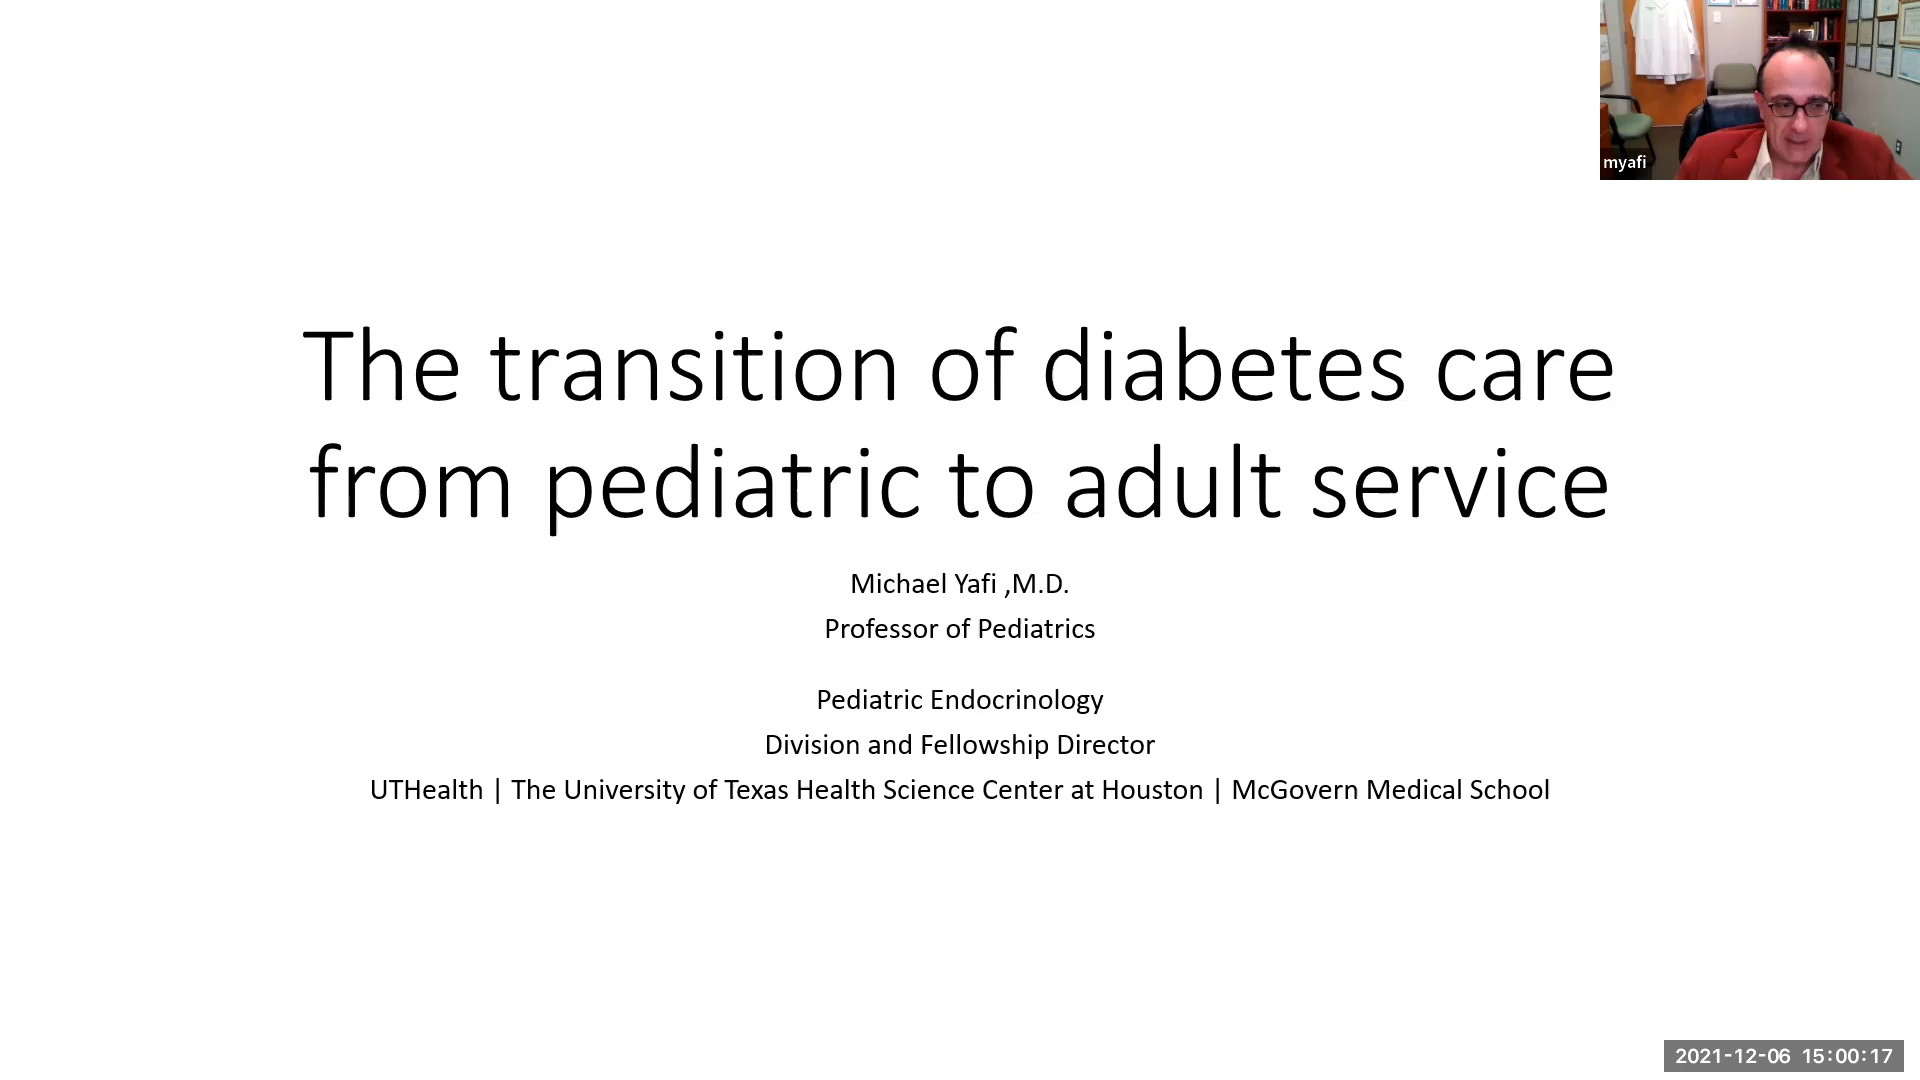 myafi
The transition of diabetes care
from pediatric to adult service
Michael Yafi ,M.D.
Professor of Pediatrics
Pediatric Endocrinology
Division and Fellowship Director
UTHealth | The University of Texas Health Science Center at Houston | McGovern Medical School
2021-12-06 15:00:17